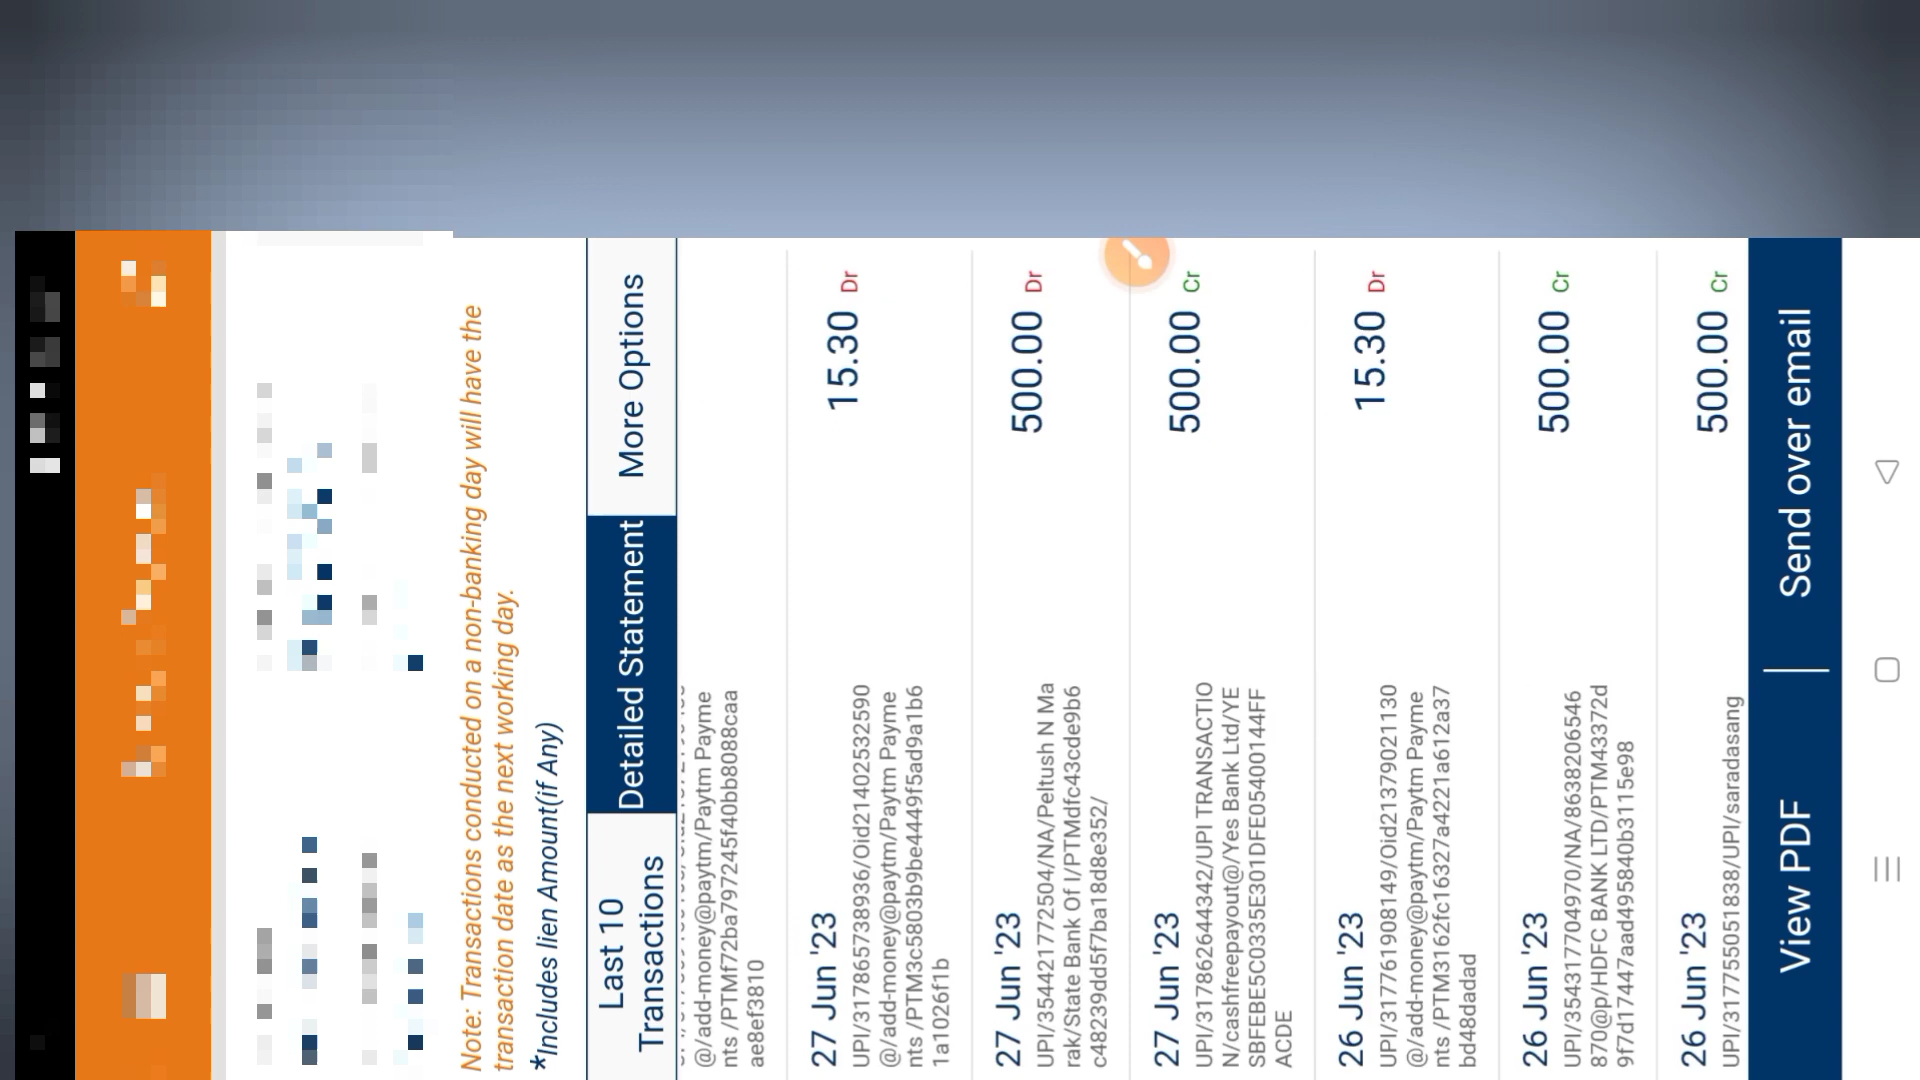 Note: Transactions conducted on a non-banking day will have the
transaction date as the next working day.
*Includes lien Amount(if Any)
Last 10
Transactions
Detailed Statement
More Options
@/add-money@paytm/Paytm Payme
nts /PTMf72ba797245f40bb8088caa
ae8ef3810
27 Jun '23
15.30 Dr
UPI/317865738936/Oid21402532590
@/add-money@paytm/Paytm Payme
nts /PTM3c5803b9be4449f5ad9a1b6
1a1026f1b
27 Jun '23
500.00 Dr
UPI/354421772504/NA/Peltush N Ma
rak/State Bank Of I/PTMdfc43cde9b6
c48239dd5f7ba18d8e352/
27 Jun '23
500.00 Cr
UPI/317862644342/UPI TRANSACTIO
N/cashfreepayout@/Yes Bank Ltd/YE
SBFEBE5C0335E301DFE05400144FF
ACDE
26 Jun '23
15.30 Dr
UPI/317761908149/Oid21379021130
@/add-money@paytm/Paytm Payme
nts /PTM3162fc16327a4221a612a37
bd48dadad
26 Jun '23
500.00 Cr
UPI/354317704970/NA/8638206546
870@p/HDFC BANK LTD/PTM43372d
9f7d17447aad495840b3115e98
26 Jun '23
500.00 Cr
UPI/317755051838/UPI/saradasang
View PDF | Send over email